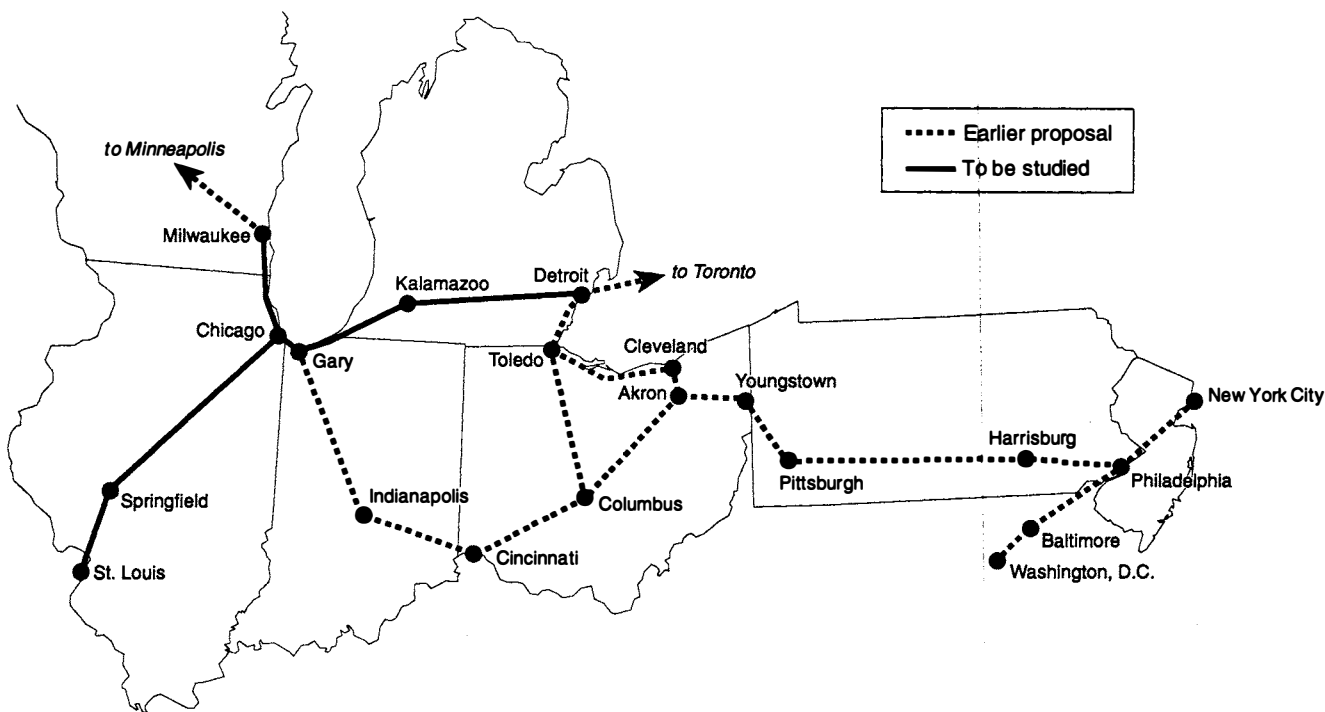 Earlier proposal
To be studied
to Minneapolis
Milwaukee
Detroit
to Toronto
Kalamazoo
Chicago
Gary
Toledo
Cleveland
Akron
Youngstown
New York City
Harrisburg
Pittsburgh
Philadelphia
Springfield
Indianapolis
Columbus
Baltimore
Cincinnati
St. Louis
Washington, D.C.